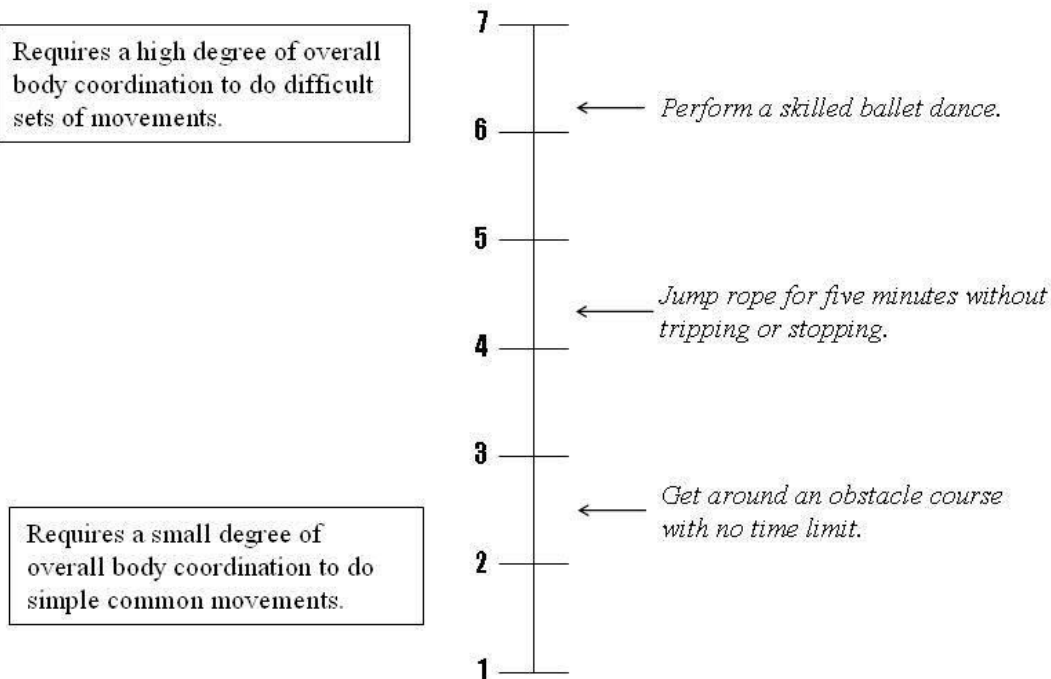 7
Requires a high degree of overall
body coordination to do difficult
sets of movements.
Perform a skilled ballet dance.
6
5
Jump rope for five minutes without
tripping or stopping.
4
3
Get around an obstacle course
with no time limit.
Requires a small degree of
overall body coordination to do
simple common movements.
2
1